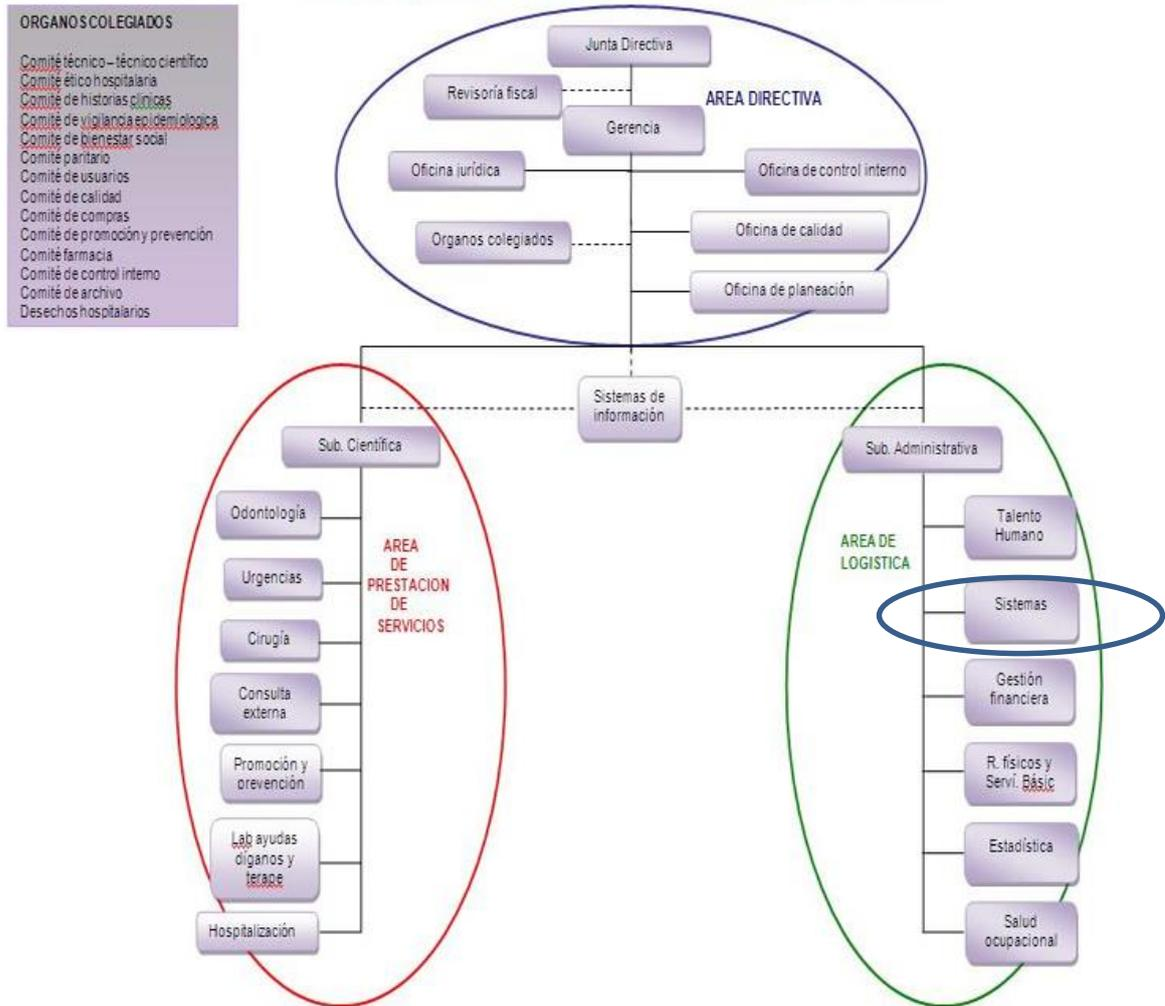 ORGANOS COLEGIADOS
Comité técnico – técnico científico
Comité ético hospitalaria
Comité de historias clínicas
Comité de vigilancia epidemiologica
Comite de bienestar social
Comité paritario
Comité de usuarios
Comité de calidad
Comité de compras
Comité de promoción y prevención
Comité farmacia
Comité de control interno
Comité de archivo
Desechos hospitalarios
Junta Directiva
Revisoría fiscal
AREA DIRECTIVA
Gerencia
Oficina jurídica
Oficina de control interno
Organos colegiados
Oficina de calidad
Oficina de planeación
Sistemas de
información
Sub. Científica
Odontología
Urgencias
Cirugía
Consulta
externa
Promoción y
prevención
Lab ayudas
díganos y
terape
Hospitalización
AREA
DE
PRESTACION
DE
SERVICIOS
Sub. Administrativa
AREA DE
LOGISTICA
Talento
Humano
Sistemas
Gestión
financiera
R. físicos y
Serví. Básic
Estadística
Salud
ocupacional